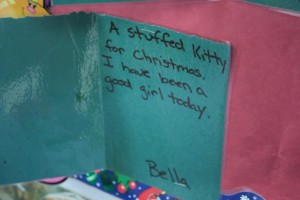 A stuffed Kitty
for Christmas.
I have been a
good girl today.
Bella